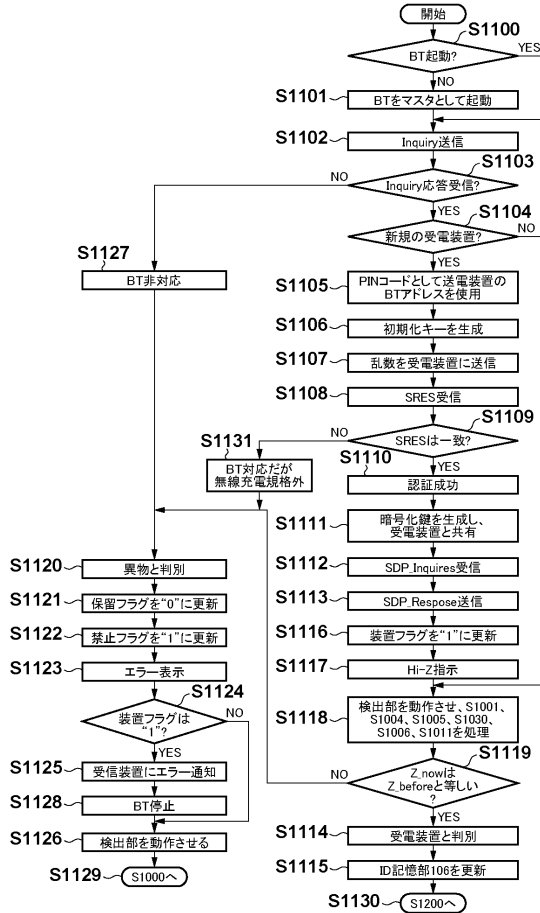 開始
S1100
BT起動?
YES
NO
S1101
BTをマスタとして起動
S1102
Inquiry送信
S1103
NO
Inquiry応答受信?
YES
S1104
新規の受電装置?
NO
YES
S1127
BT非対応
S1105
PINコードとして送電装置の
BTアドレスを使用
S1106
初期化キーを生成
S1107
乱数を受電装置に送信
S1108
SRES受信
S1109
NO
SRESは一致?
YES
S1131
BT対応だが
無線充電規格外
S1110
認証成功
S1111
暗号化鍵を生成し、
受電装置と共有
S1112
SDP_Inquires受信
S1113
SDP_Respose送信
S1116
装置フラグを“1”に更新
S1117
Hi-Z指示
S1118
検出部を動作させ、S1001、
S1004、S1005、S1030、
S1006、S1011を処理
S1119
NO
Z_nowは
Z_beforeと等しい
?
YES
S1114
受電装置と判別
S1115
ID記憶部106を更新
S1130
S1200へ
S1120
異物と判別
S1121
保留フラグを“0”に更新
S1122
禁止フラグを“1”に更新
S1123
エラー表示
S1124
装置フラグは
“1”?
NO
YES
S1125
受信装置にエラー通知
S1128
BT停止
S1126
検出部を動作させる
S1129
S1000へ